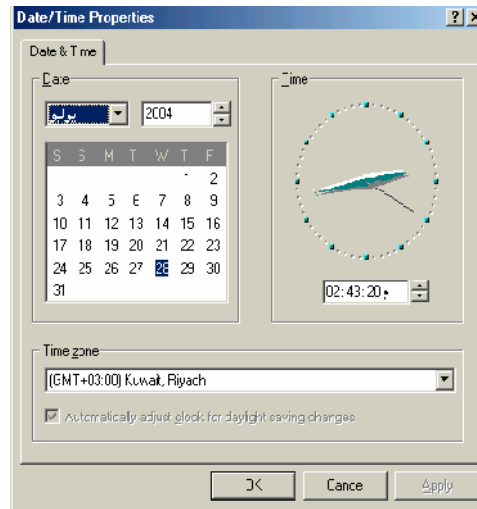 Date/Time Properties
Date & Time
Date
Time
يوليو
2004
S S M T W T F
1 2
3 4 5 6 7 8 9
10 11 12 13 14 15 16
17 18 19 20 21 22 23
24 25 26 27 28 29 30
31
02:43:20 م
Time zone
(GMT+03:00) Kuwait, Riyadh
Automatically adjust clock for daylight saving changes
OK
Cancel
Apply